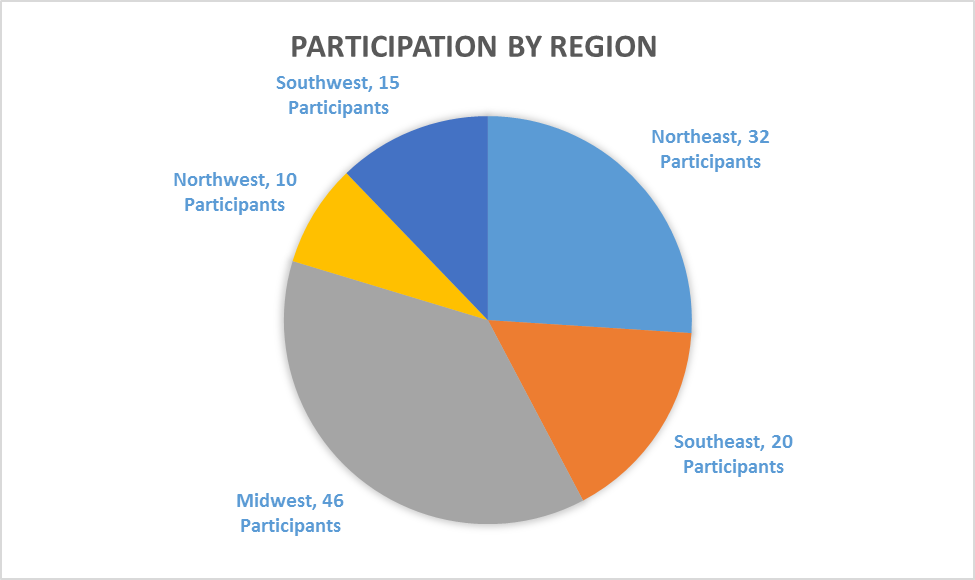 PARTICIPATION BY REGION
Southwest, 15
Participants
Northeast, 32
Participants
Northwest, 10
Participants
Southeast, 20
Participants
Midwest, 46
Participants